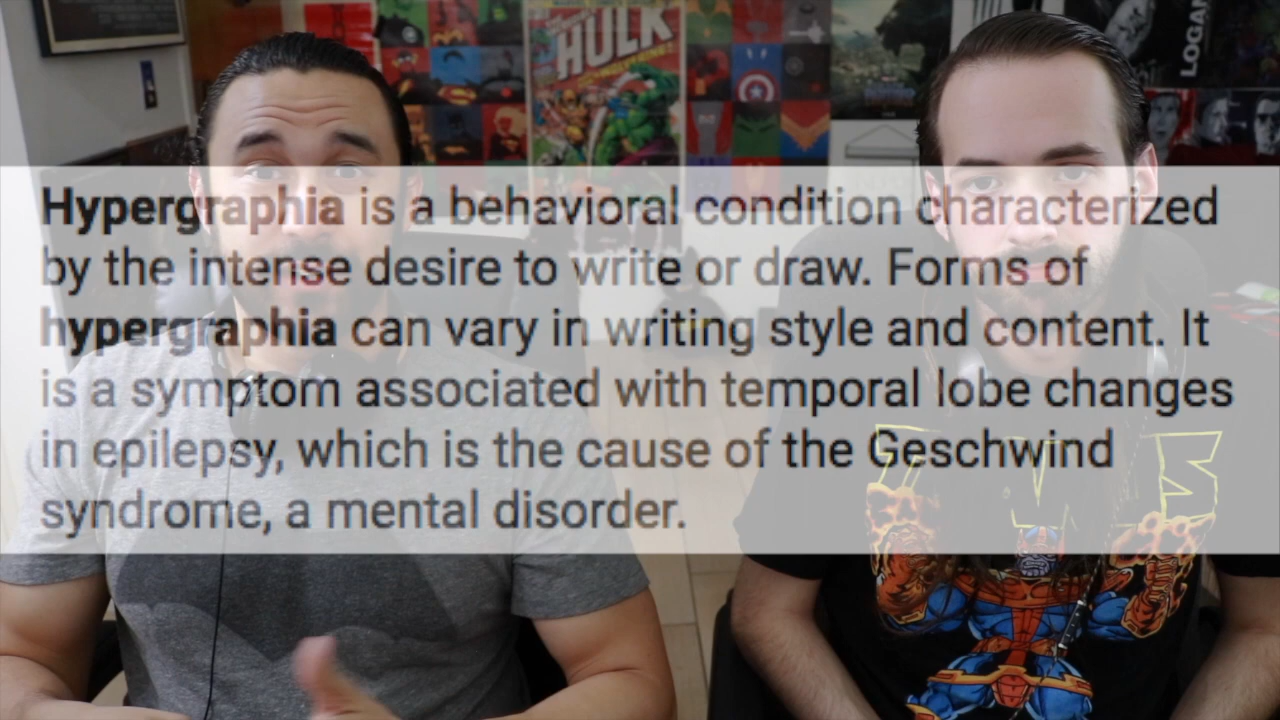 HULK
LOGAN
Hypergraphia is a behavioral condition characterized
by the intense desire to write or draw. Forms of
hypergraphia can vary in writing style and content. It
is a symptom associated with temporal lobe changes
in epilepsy, which is the cause of the Geschwind
syndrome, a mental disorder.